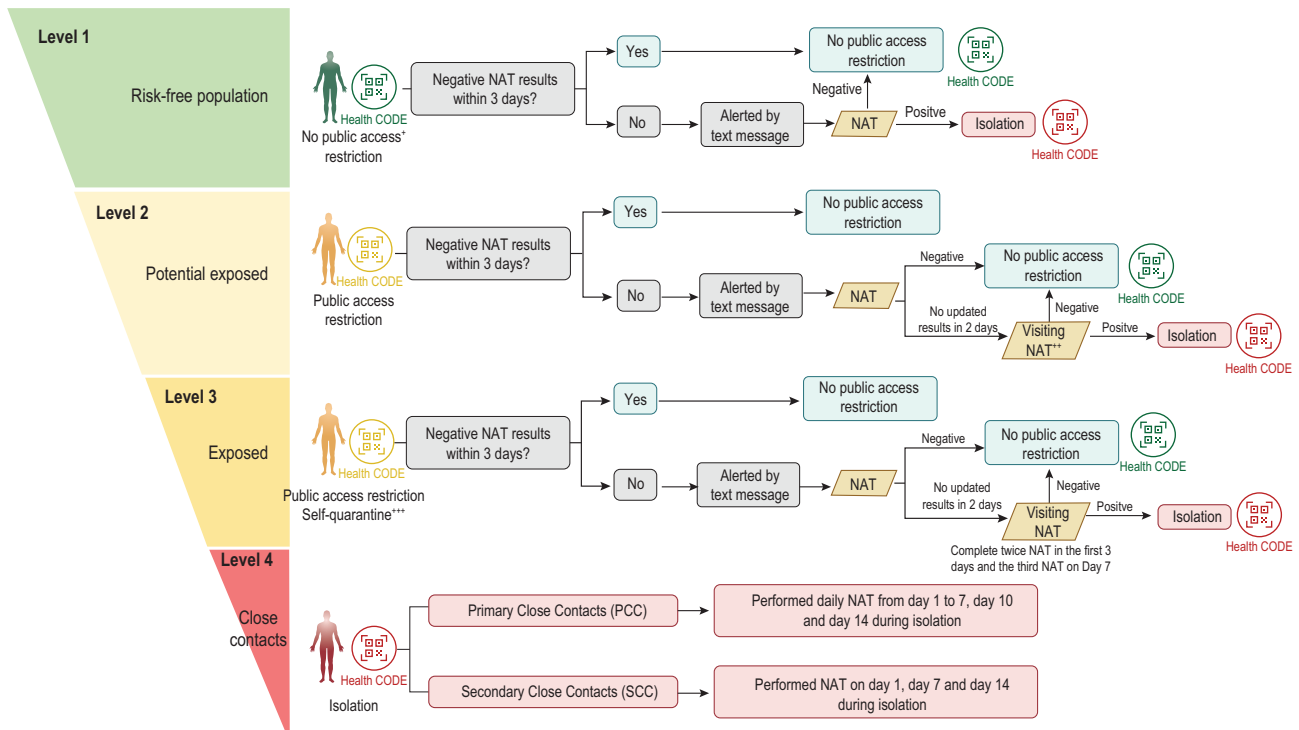 Level 1
Risk-free population
Health CODE
No public access+
restriction
Negative NAT results
within 3 days?
Yes
No public access
restriction
Health CODE
Negative
No
Alerted by
text message
NAT
Positve
Isolation
Health CODE
Level 2
Potential exposed
Health CODE
Public access
restriction
Negative NAT results
within 3 days?
Yes
No public access
restriction
No
Alerted by
text message
NAT
Negative
No public access
restriction
Health CODE
No updated
results in 2 days
Negative
Visiting
NAT++
Positve
Isolation
Health CODE
Level 3
Exposed
Health CODE
Public access restriction
Self-quarantine+++
Negative NAT results
within 3 days?
Yes
No public access
restriction
No
Alerted by
text message
NAT
Negative
No public access
restriction
Health CODE
No updated
results in 2 days
Negative
Visiting
NAT
Positve
Isolation
Health CODE
Complete twice NAT in the first 3
days and the third NAT on Day 7
Level 4
Close
contacts
Health CODE
Isolation
Primary Close Contacts (PCC)
Performed daily NAT from day 1 to 7, day 10
and day 14 during isolation
Secondary Close Contacts (SCC)
Performed NAT on day 1, day 7 and day 14
during isolation